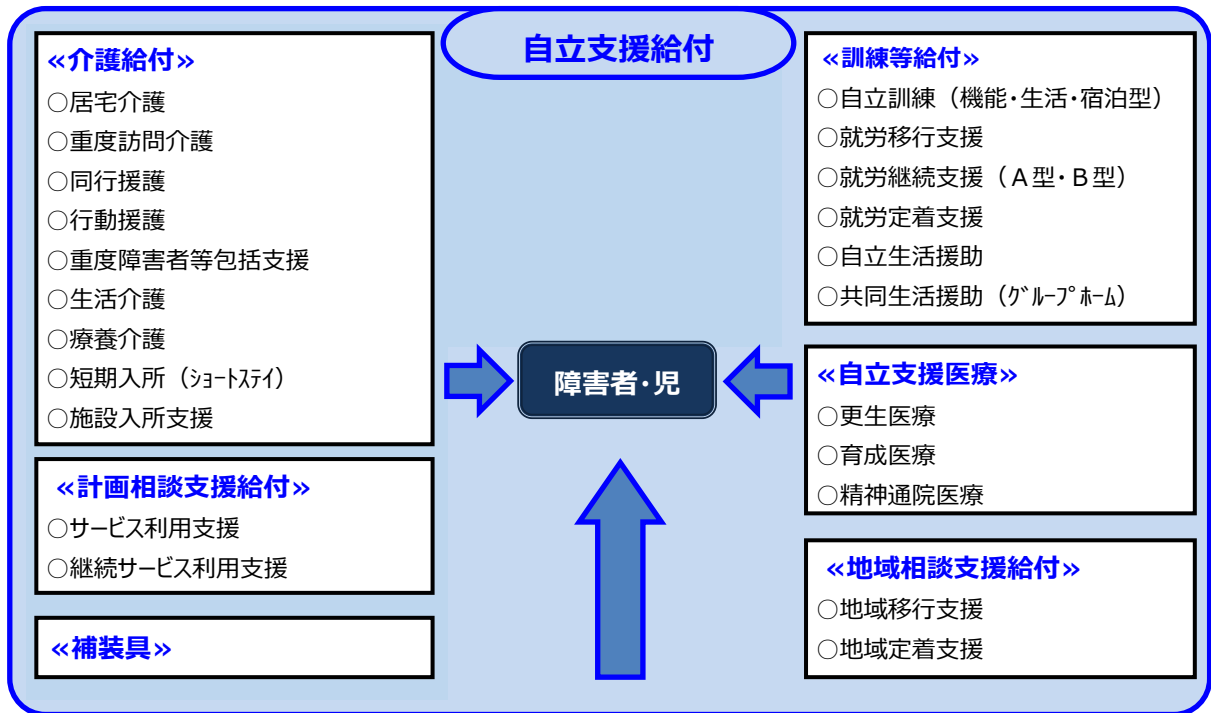 自立支援給付
«介護給付»
○居宅介護
○重度訪問介護
○同行援護
○行動援護
○重度障害者等包括支援
○生活介護
○療養介護
○短期入所（ｼｮｰﾄｽﾃｲ）
○施設入所支援
«計画相談支援給付»
○サービス利用支援
○継続サービス利用支援
«補装具»
障害者・児
«訓練等給付»
○自立訓練（機能・生活・宿泊型）
○就労移行支援
○就労継続支援（Ａ型・Ｂ型）
○就労定着支援
○自立生活援助
○共同生活援助（ｸﾞﾙｰﾌﾟﾎｰﾑ）
«自立支援医療»
○更生医療
○育成医療
○精神通院医療
«地域相談支援給付»
○地域移行支援
○地域定着支援